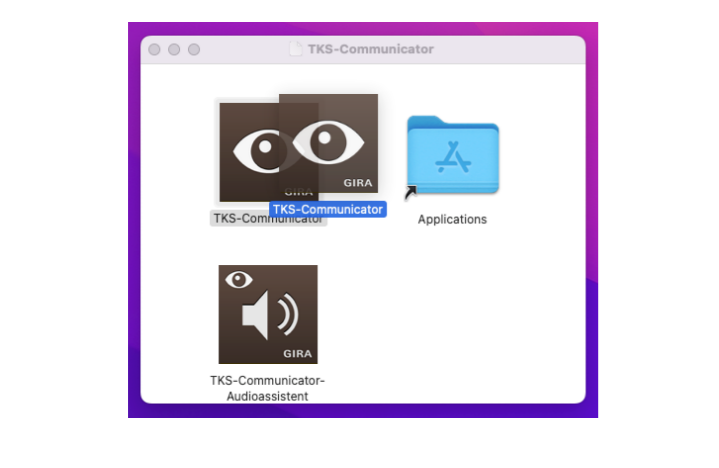 TKS-Communicator
GIRA
GIRA
TKS-Communicator
TKS-Communicator
Applications
GIRA
TKS-Communicator-
Audioassistent